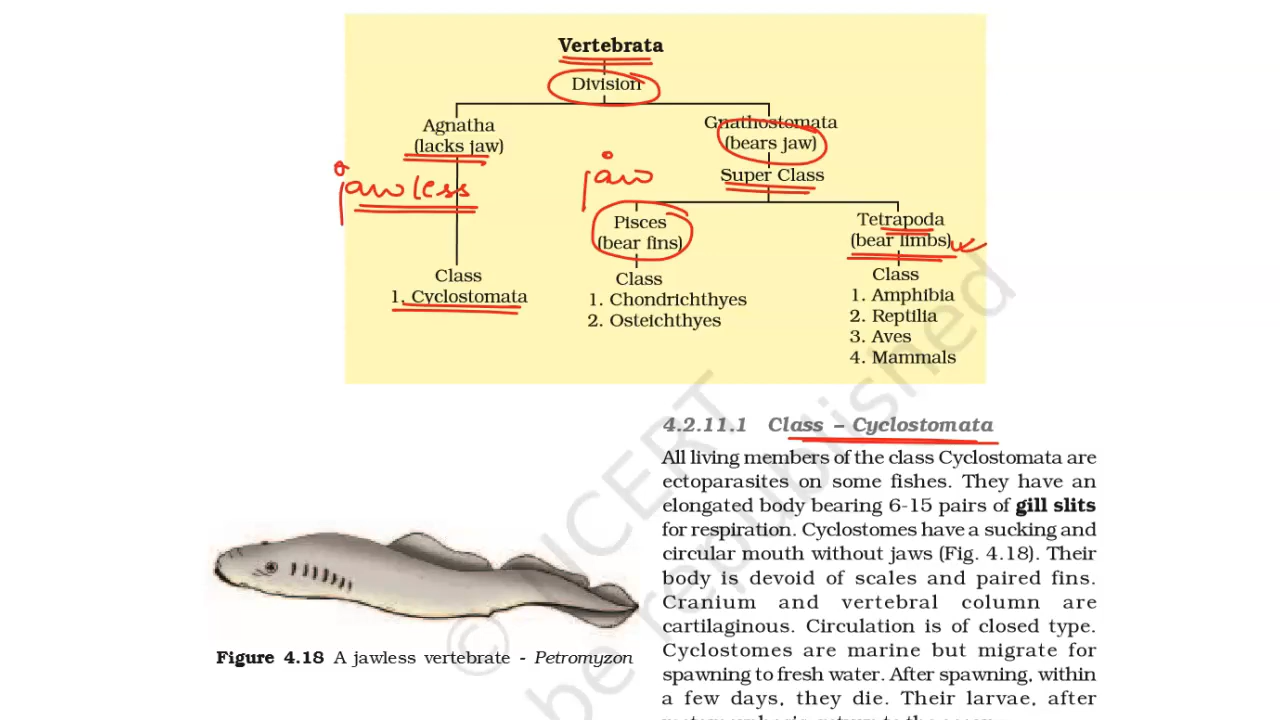 Vertebrata
Division
Agnatha
(lacks jaw)
Gnathostomata
(bears jaw)
jawless
jaw
Super Class
Pisces
(bear fins)
Tetrapoda
(bear limbs)
Class
1. Cyclostomata
Class
1. Chondrichthyes
2. Osteichthyes
Class
1. Amphibia
2. Reptilia
3. Aves
4. Mammals
4.2.11.1 Class – Cyclostomata
All living members of the class Cyclostomata are
ectoparasites on some fishes. They have an
elongated body bearing 6-15 pairs of gill slits
for respiration. Cyclostomes have a sucking and
circular mouth without jaws (Fig. 4.18). Their
body is devoid of scales and paired fins.
Cranium and vertebral column are
cartilaginous. Circulation is of closed type.
Cyclostomes are marine but migrate for
spawning to fresh water. After spawning, within
a few days, they die. Their larvae, after
Figure 4.18 A jawless vertebrate - Petromyzon
© NCERT
be republished